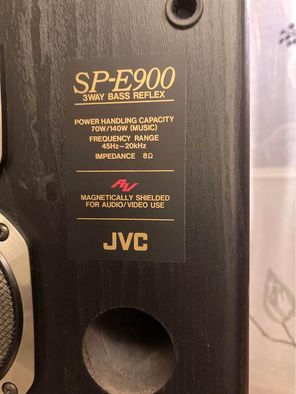 SP-E900
3WAY BASS REFLEX
POWER HANDLING CAPACITY
70W/140W (MUSIC)
FREQUENCY RANGE
45Hz–20kHz
IMPEDANCE 8Ω
AV
MAGNETICALLY SHIELDED
FOR AUDIO/VIDEO USE
JVC